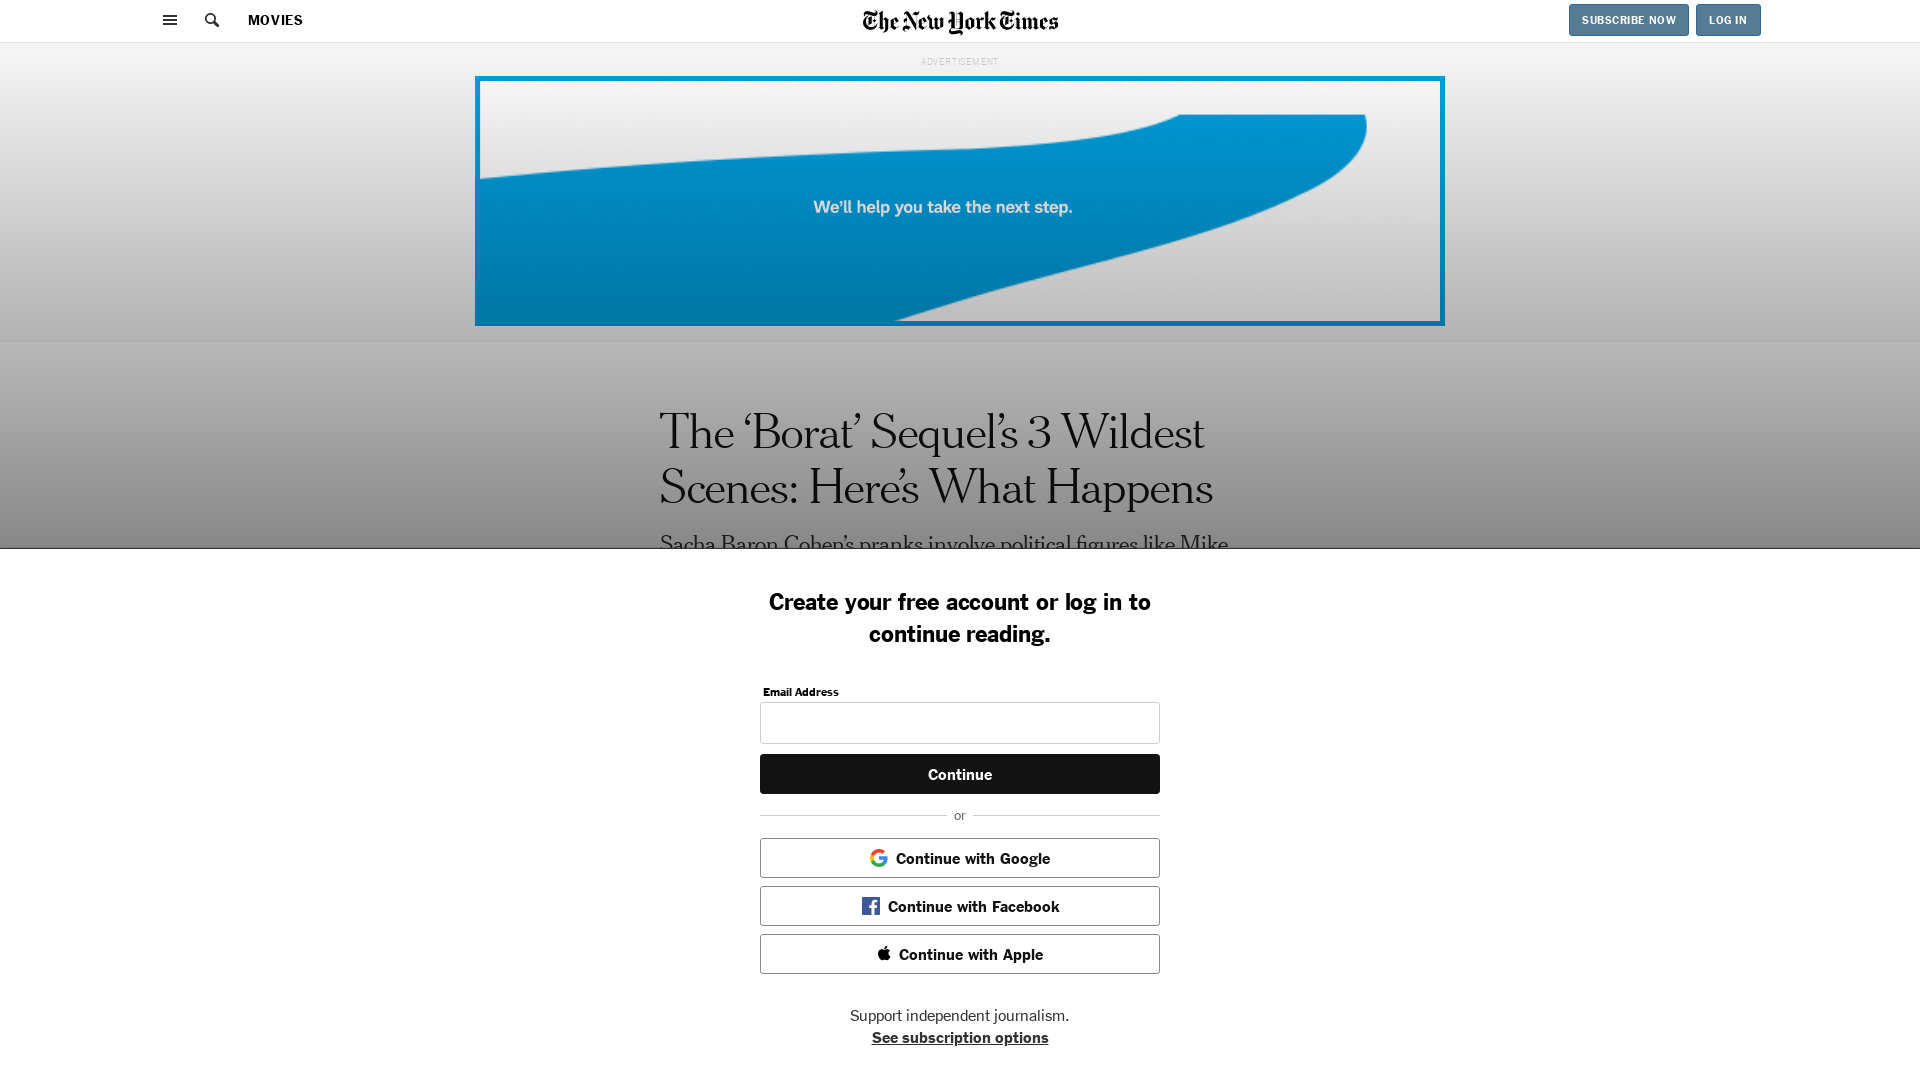 MOVIES
The New York Times
SUBSCRIBE NOW
LOG IN
ADVERTISEMENT
We'll help you take the next step.
The ‘Borat’ Sequel’s 3 Wildest
Scenes: Here’s What Happens
Sacha Baron Cohen’s pranks involve political figures like Mike
Create your free account or log in to
continue reading.
Email Address
Continue
or
Continue with Google
Continue with Facebook
Continue with Apple
Support independent journalism.
See subscription options